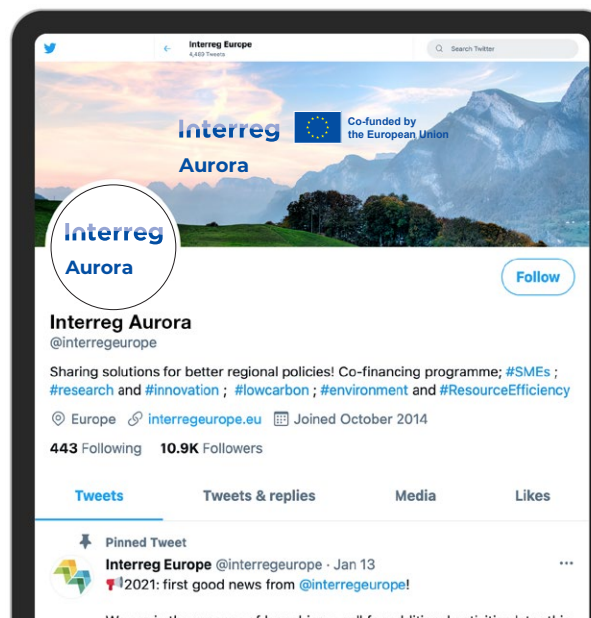 Interreg Europe
4,493 Tweets
Search Twitter
Interreg
Co-funded by
the European Union
Aurora
Interreg
Aurora
Follow
Interreg Aurora
@interregeurope
Sharing solutions for better regional policies! Co-financing programme; #SMEs ;
#research and #innovation ; #lowcarbon ; #environment and #ResourceEfficiency
Europe interregeurope.eu Joined October 2014
443 Following 10.9K Followers
Tweets Tweets & replies Media Likes
Pinned Tweet
Interreg Europe @interregeurope · Jan 13
2021: first good news from @interregeurope!